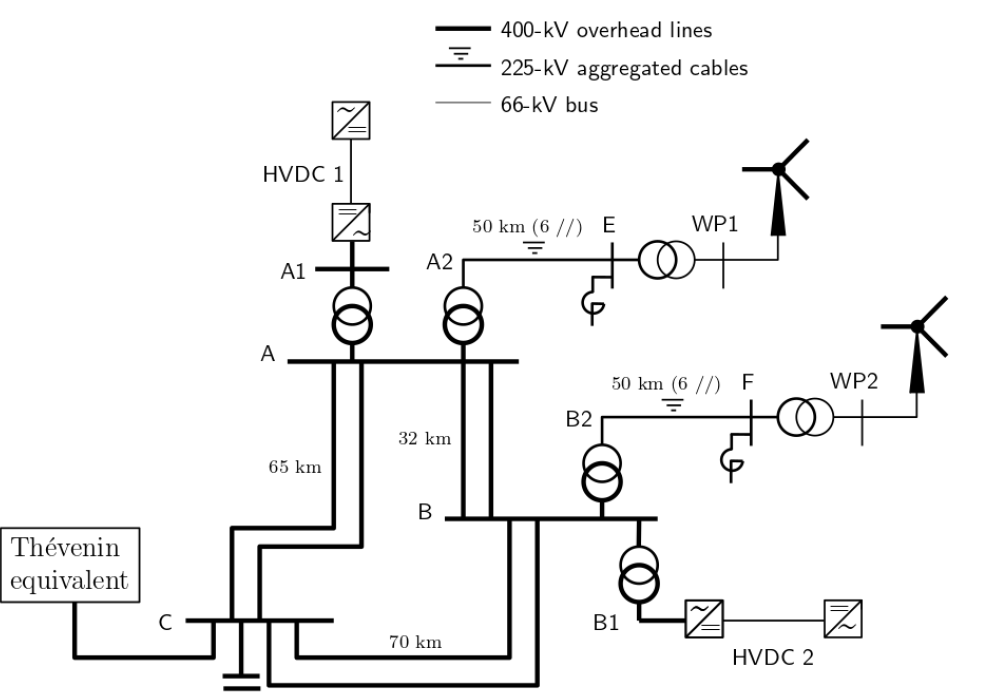 400-kV overhead lines
225-kV aggregated cables
66-kV bus
HVDC 1
50 km (6 //)
E
WP1
A1
A2
A
50 km (6 //)
F
WP2
B2
32 km
65 km
B
Thévenin
equivalent
C
B1
70 km
HVDC 2